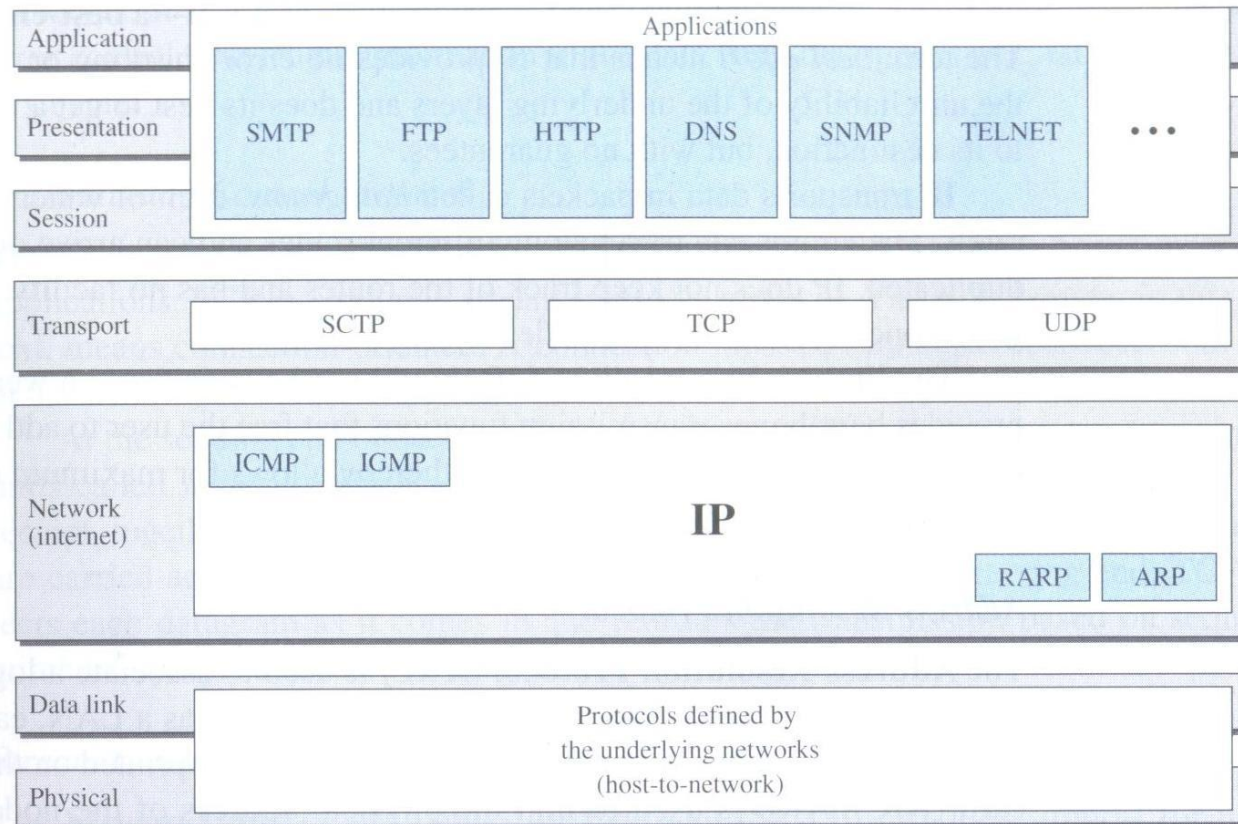 Application
Applications
Presentation
SMTP FTP HTTP DNS SNMP TELNET ...
Session
Transport
SCTP TCP UDP
ICMP IGMP
Network
(internet)
IP
RARP ARP
Data link
Protocols defined by
the underlying networks
(host-to-network)
Physical